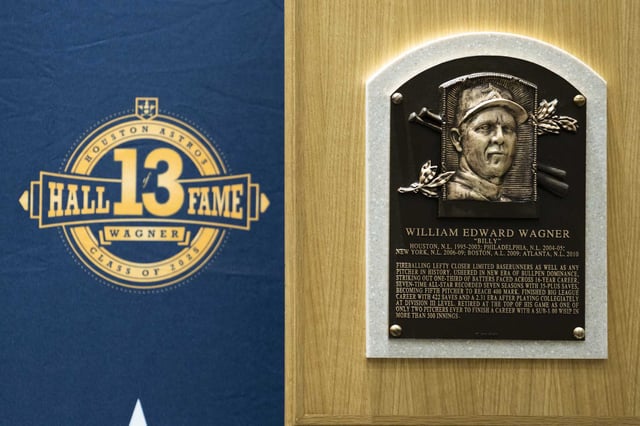 HOUSTON ASTROS
13
HALL of FAME
WAGNER
CLASS OF 2025
WILLIAM EDWARD WAGNER
"BILLY"
HOUSTON, N.L. 1995-2003; PHILADELPHIA, N.L. 2004-05;
NEW YORK, N.L. 2006-09; BOSTON, A.L. 2009; ATLANTA, N.L. 2010
FIREBALLING LEFTY CLOSER LIMITED BASERUNNERS AS WELL AS ANY
PITCHER IN HISTORY. USHERED IN NEW ERA OF BULLPEN DOMINANCE,
STRIKING OUT ONE-THIRD OF BATTERS FACED ACROSS 16-YEAR CAREER.
SEVEN-TIME ALL-STAR RECORDED SEVEN SEASONS WITH 35-PLUS SAVES,
BECOMING FIFTH PITCHER TO REACH 400 MARK. FINISHED BIG LEAGUE
CAREER WITH 422 SAVES AND A 2.31 ERA AFTER PLAYING COLLEGIATELY
AT DIVISION III LEVEL. RETIRED AT THE TOP OF HIS GAME AS ONE OF
ONLY TWO PITCHERS EVER TO FINISH A CAREER WITH A SUB-1.00 WHIP IN
MORE THAN 900 INNINGS.